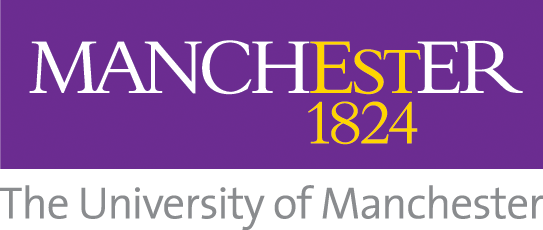 MANCHESTER
1824
The University of Manchester